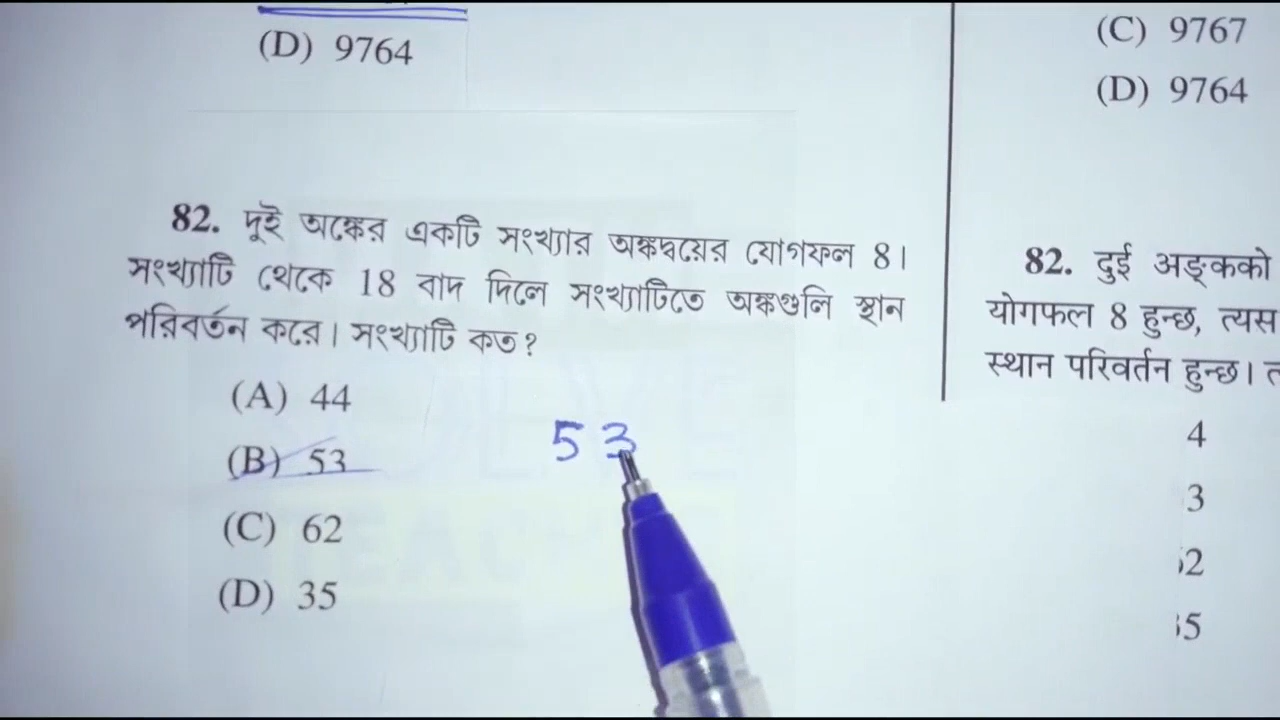 (D) 9764
82. দুই অঙ্কের একটি সংখ্যার অঙ্কদ্বয়ের যোগফল 8।
সংখ্যাটি থেকে 18 বাদ দিলে সংখ্যাটিতে অঙ্কগুলি স্থান
পরিবর্তন করে। সংখ্যাটি কত?
(A) 44
(B) 53
(C) 62
(D) 35
53
(C) 9767
(D) 9764
82. दुई अङ्कको
योगफल 8 हुन्छ, त्यस
स्थान परिवर्तन हुन्छ।
4
3
2
5